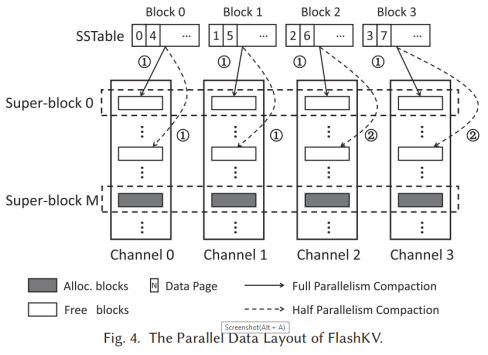 Block 0 Block 1 Block 2 Block 3
SSTable 0 4 ... 1 5 ... 2 6 ... 3 7 ...
① ① ① ①
Super-block 0
① ① ② ②
Super-block M
Channel 0 Channel 1 Channel 2 Channel 3
Alloc. blocks N Data Page Full Parallelism Compaction
Free blocks Half Parallelism Compaction
Screenshot(Alt + A)
Fig. 4. The Parallel Data Layout of FlashKV.